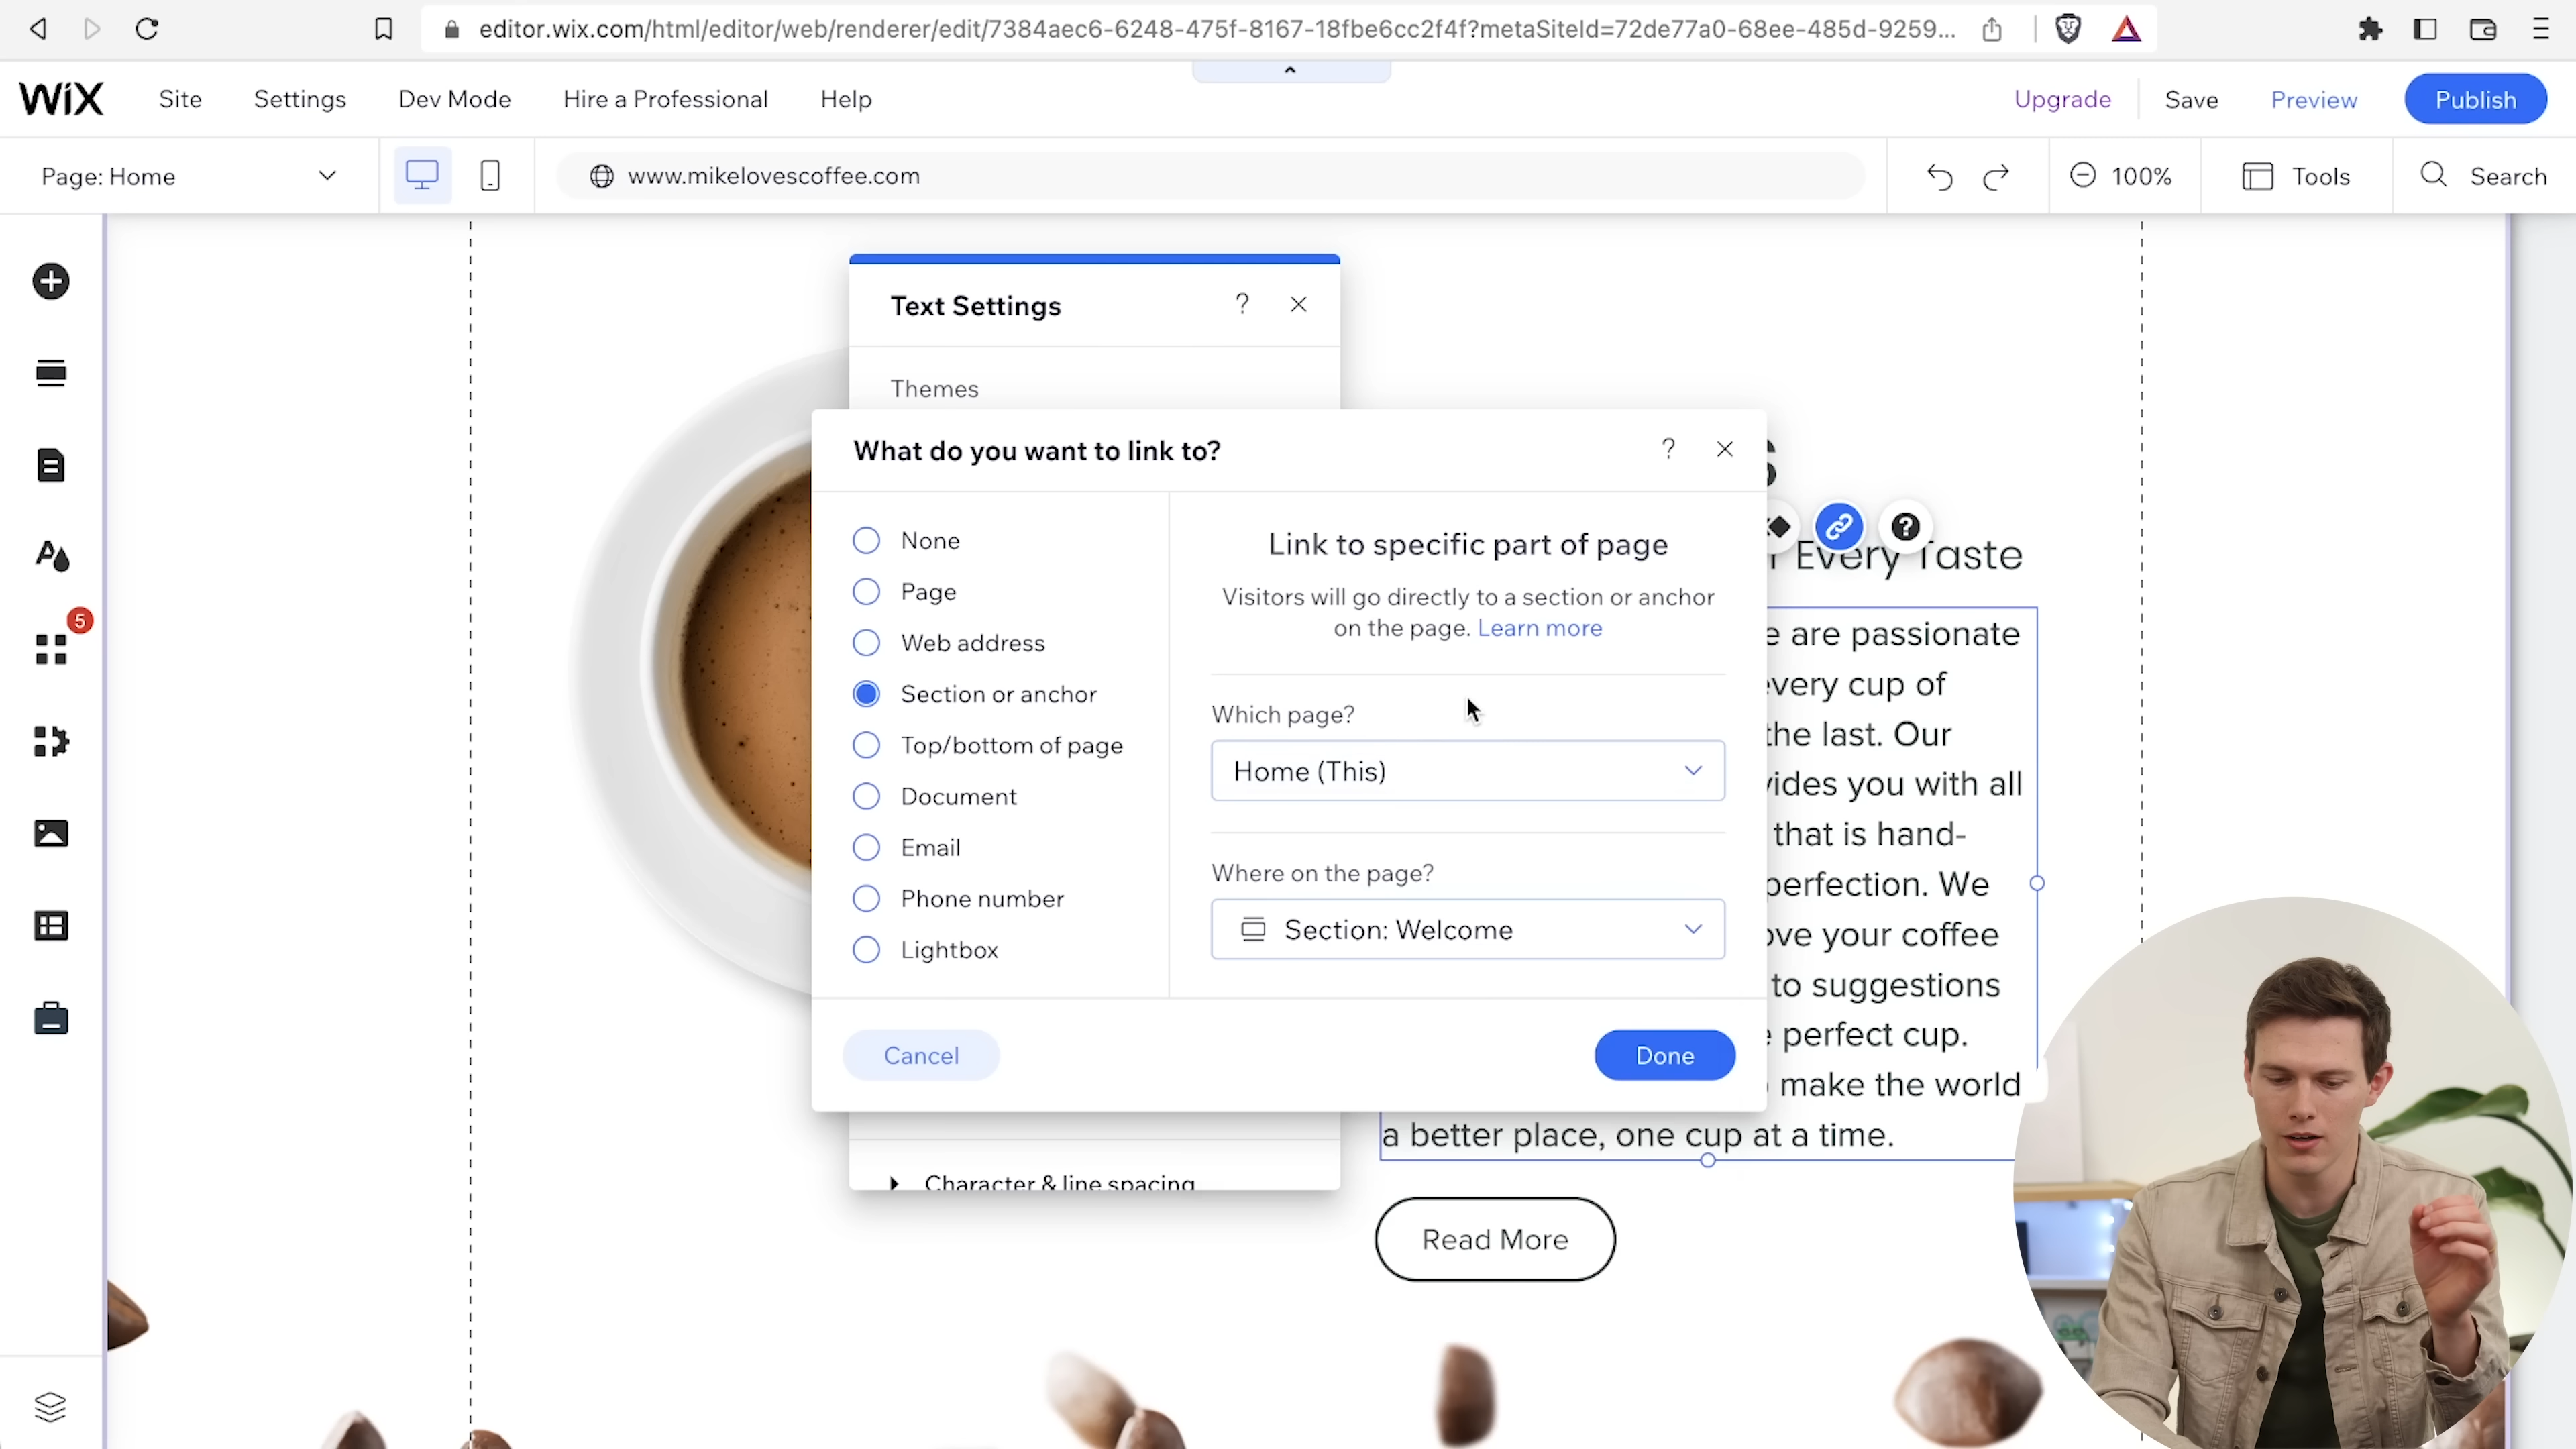 editor.wix.com/html/editor/web/renderer/edit/7384aec6-6248-475f-8167-18fbe6cc2f4f?metaSiteId=72de77a0-68ee-485d-9259...
WiX
Site
Settings
Dev Mode
Hire a Professional
Help
Upgrade
Save
Preview
Publish
Page: Home
www.mikelovescoffee.com
100%
Tools
Search
Text Settings
?
Themes
What do you want to link to?
?
None
Page
Web address
Section or anchor
Top/bottom of page
Document
Email
Phone number
Lightbox
Link to specific part of page
Visitors will go directly to a section or anchor
on the page. Learn more
Which page?
Home (This)
Where on the page?
Section: Welcome
Cancel
Done
5
?
Every Taste
are passionate
every cup of
the last. Our
you with all
that is hand-
perfection. We
your coffee
to suggestions
perfect cup.
make the world
a better place, one cup at a time.
Character & line spacing
Read More